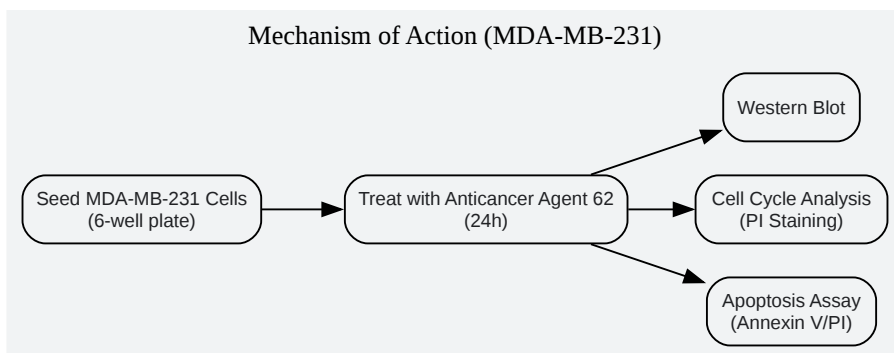 Mechanism of Action (MDA-MB-231)
Western Blot
Seed MDA-MB-231 Cells
(6-well plate)
Treat with Anticancer Agent 62
(24h)
Cell Cycle Analysis
(PI Staining)
Apoptosis Assay
(Annexin V/PI)